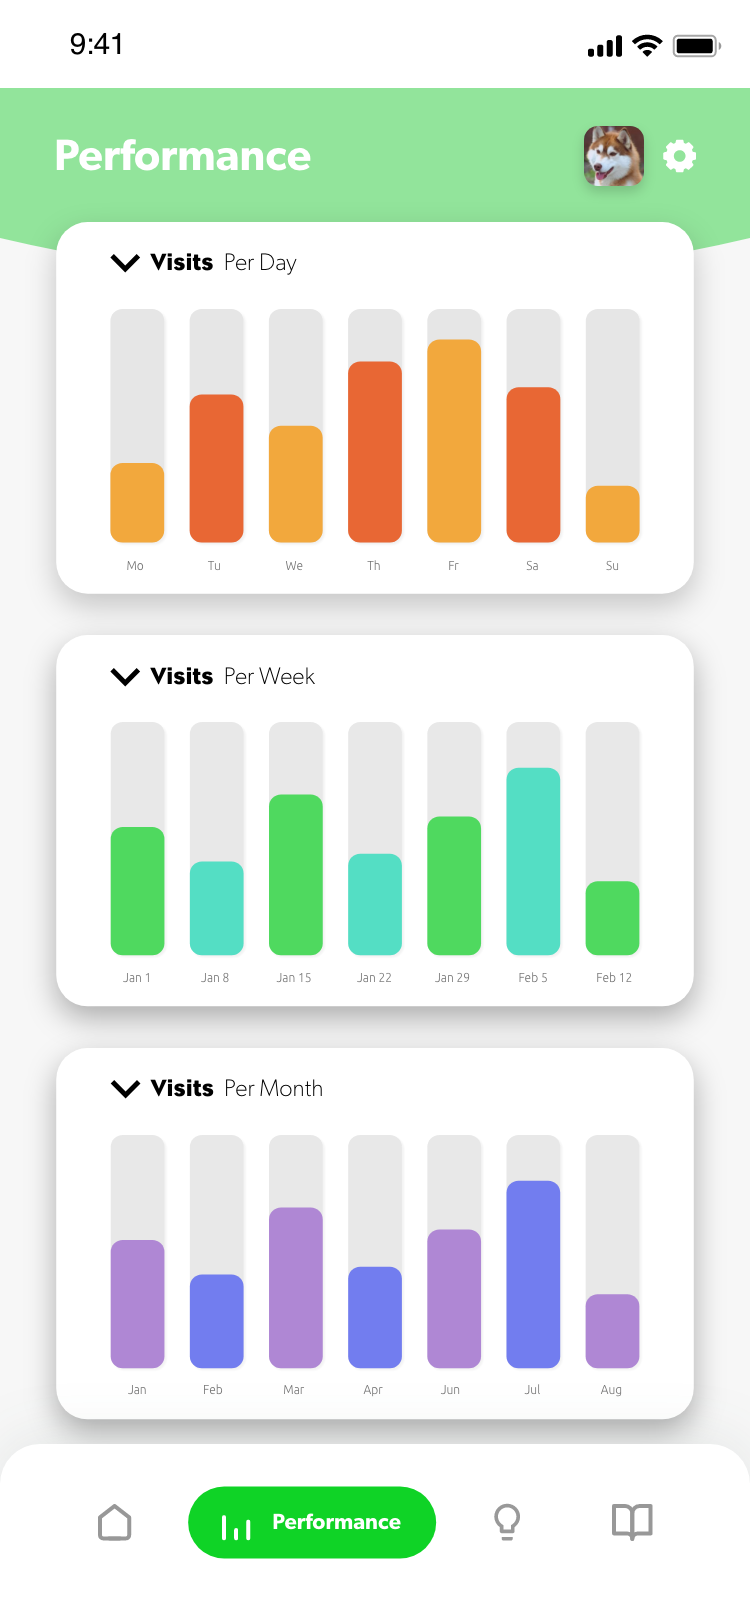 9:41
Performance
Visits Per Day
Mo Tu We Th Fr Sa Su
Visits Per Week
Jan 1 Jan 8 Jan 15 Jan 22 Jan 29 Feb 5 Feb 12
Visits Per Month
Jan Feb Mar Apr Jun Jul Aug
Performance